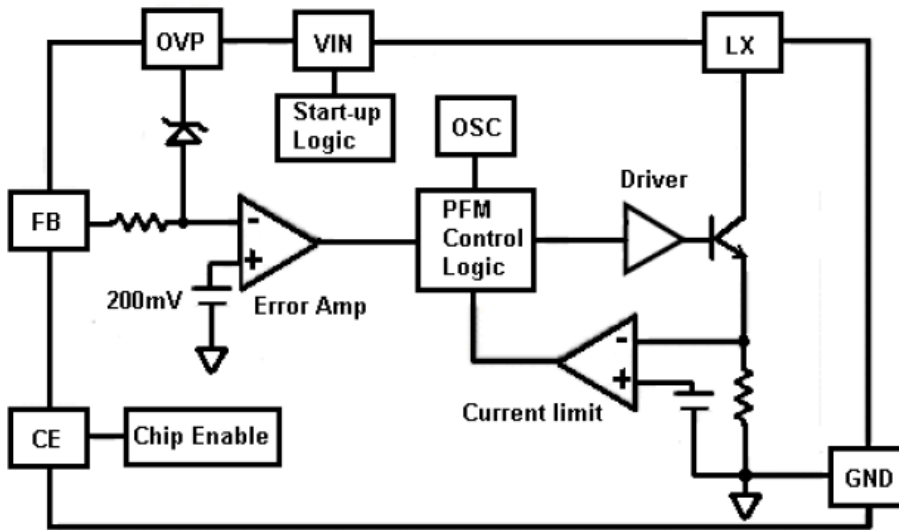 OVP
VIN
LX
Start-up
Logic
OSC
Driver
FB
-
PFM
Control
Logic
+
200mV
Error Amp
-
+
Current limit
CE
Chip Enable
GND